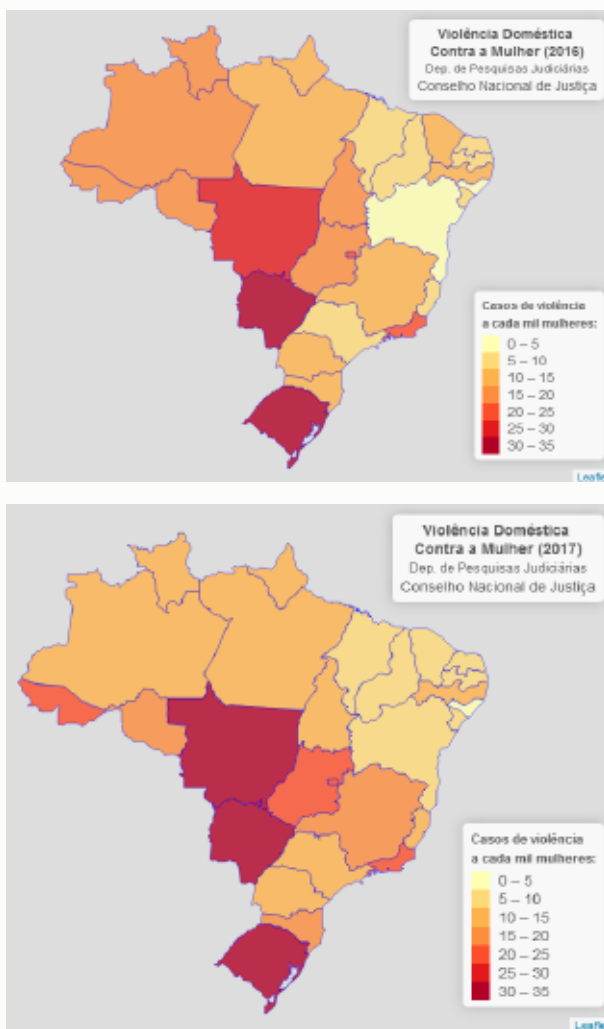 Violência Doméstica
Contra a Mulher (2016)
Dep. de Pesquisas Judiciárias
Conselho Nacional de Justiça
Casos de violência
a cada mil mulheres:
0 – 5
5 – 10
10 – 15
15 – 20
20 – 25
25 – 30
30 – 35
Leafle
Violência Doméstica
Contra a Mulher (2017)
Dep. de Pesquisas Judiciárias
Conselho Nacional de Justiça
Casos de violência
a cada mil mulheres:
0 – 5
5 – 10
10 – 15
15 – 20
20 – 25
25 – 30
30 – 35
Leafle